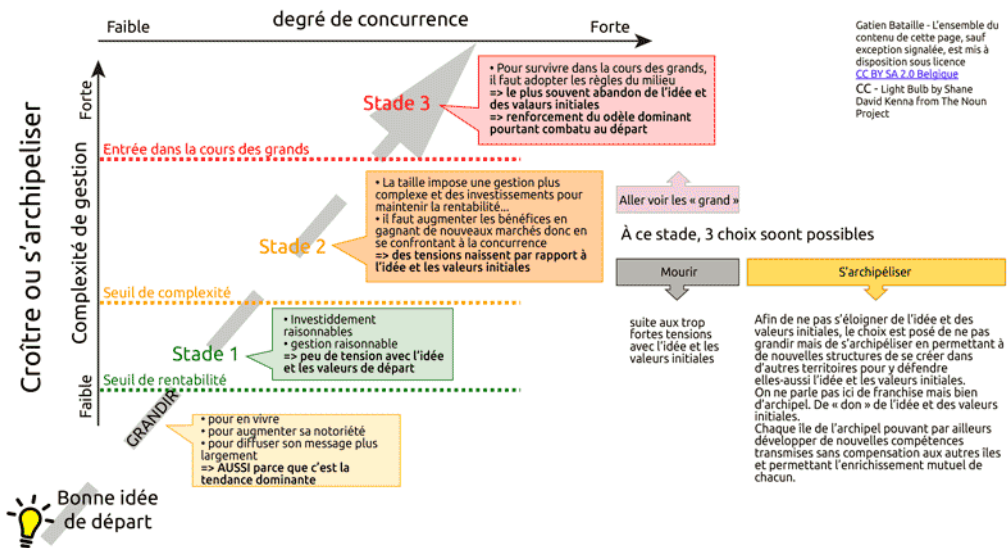 degré de concurrence
Faible
Forte
Gatien Bataille - L'ensemble du
contenu de cette page, sauf
exception signalée, est mis à
disposition sous licence
CC BY SA 2.0 Belgique
CC - Light Bulb by Shane
David Kenna from The Noun
Project
Croître ou s'archipeliser
Complexité de gestion
Forte
Faible
Stade 3
• Pour survivre dans la cours des grands,
il faut adopter les règles du milieu
=> le plus souvent abandon de l'idée et
des valeurs initiales
=> renforcement du odèle dominant
pourtant combatu au départ
Entrée dans la cours des grands
Stade 2
• La taille impose une gestion plus
complexe et des investissements pour
maintenir la rentabilité...
• il faut augmenter les bénéfices en
gagnant de nouveaux marchés donc en
se confrontant à la concurrence
=> des tensions naissent par rapport à
l'idée et les valeurs initiales
Aller voir les « grand »
À ce stade, 3 choix soont possibles
Mourir
suite aux trop
fortes tensions
avec l'idée et les
valeurs initiales
S'archipéliser
Afin de ne pas s'éloigner de l'idée et des
valeurs initiales, le choix est posé de ne pas
grandir mais de s'archipéliser en permettant à
de nouvelles structures de se créer dans
d'autres territoires pour y défendre
elles-aussi l'idée et les valeurs initiales.
On ne parle pas ici de franchise mais bien
d'archipel. De « don » de l'idée et des valeurs
initiales.
Chaque île de l'archipel pouvant par ailleurs
développer de nouvelles compétences
transmises sans compensation aux autres îles
et permettant l'enrichissement mutuel de
chacun.
Seuil de complexité
Stade 1
• Investiddement
raisonnables
• gestion raisonnable
=> peu de tension avec l'idée
et les valeurs de départ
Seuil de rentabilité
GRANDIR
• pour en vivre
• pour augmenter sa notoriété
• pour diffuser son message plus
largement
=> AUSSI parce que c'est la
tendance dominante
Bonne idée
de départ